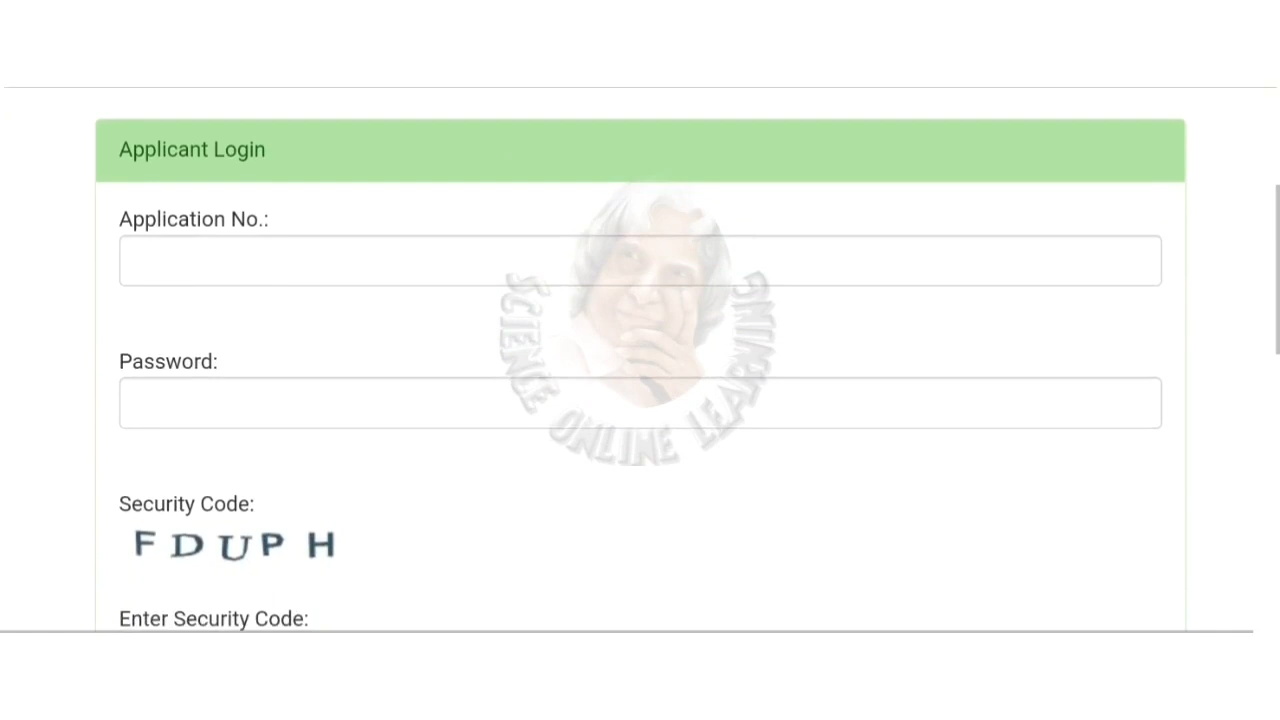 Applicant Login
Application No.:
SCIENCE ONLINE LEARNING
Password:
Security Code:
F D U P H
Enter Security Code: